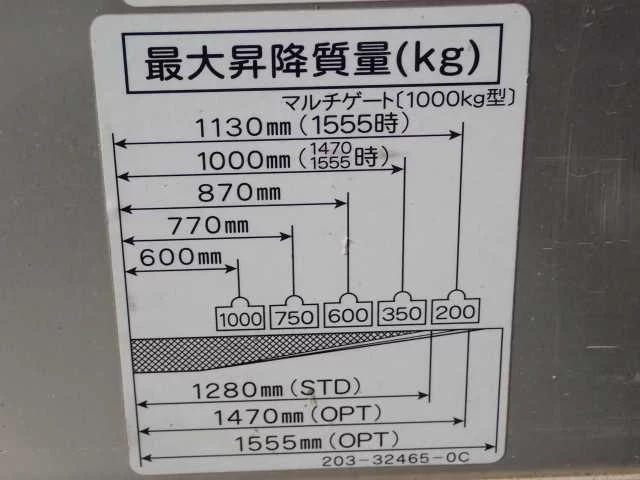 最大昇降質量(kg)
マルチゲート〔1000kg型〕
1130mm (1555時)
1000mm (1470 1555時)
870mm
770mm
600mm
1000 750 600 350 200
1280mm (STD)
1470mm (OPT)
1555mm (OPT)
203-32465-0C